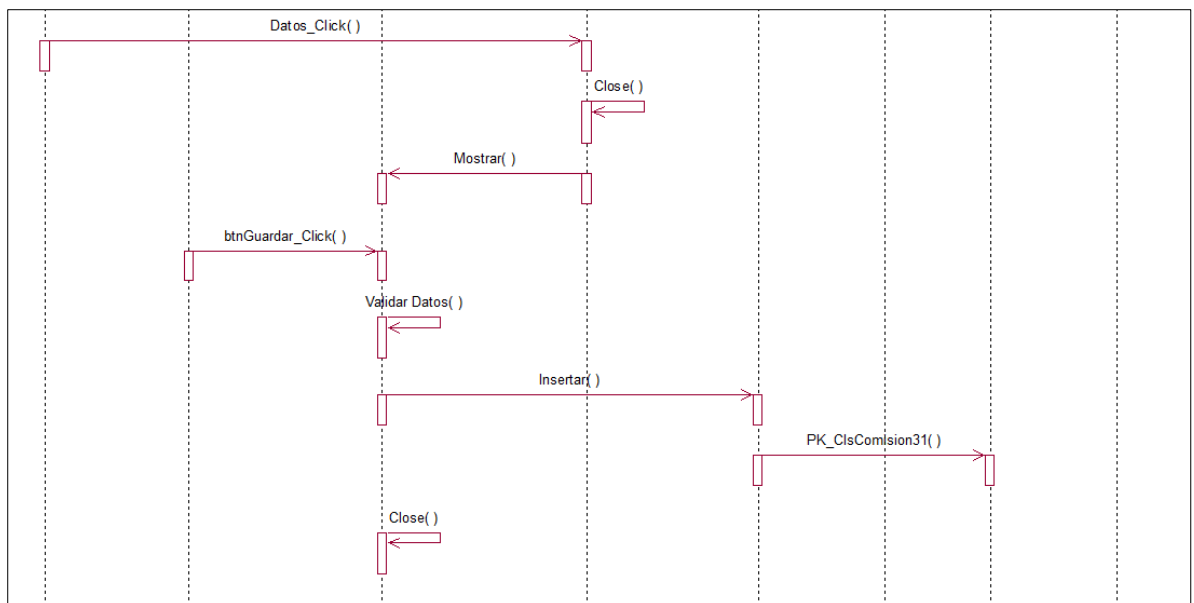 Datos_Click( )
Close( )
Mostrar( )
btnGuardar_Click( )
Validar Datos( )
Insertar( )
PK_ClsComision31( )
Close( )